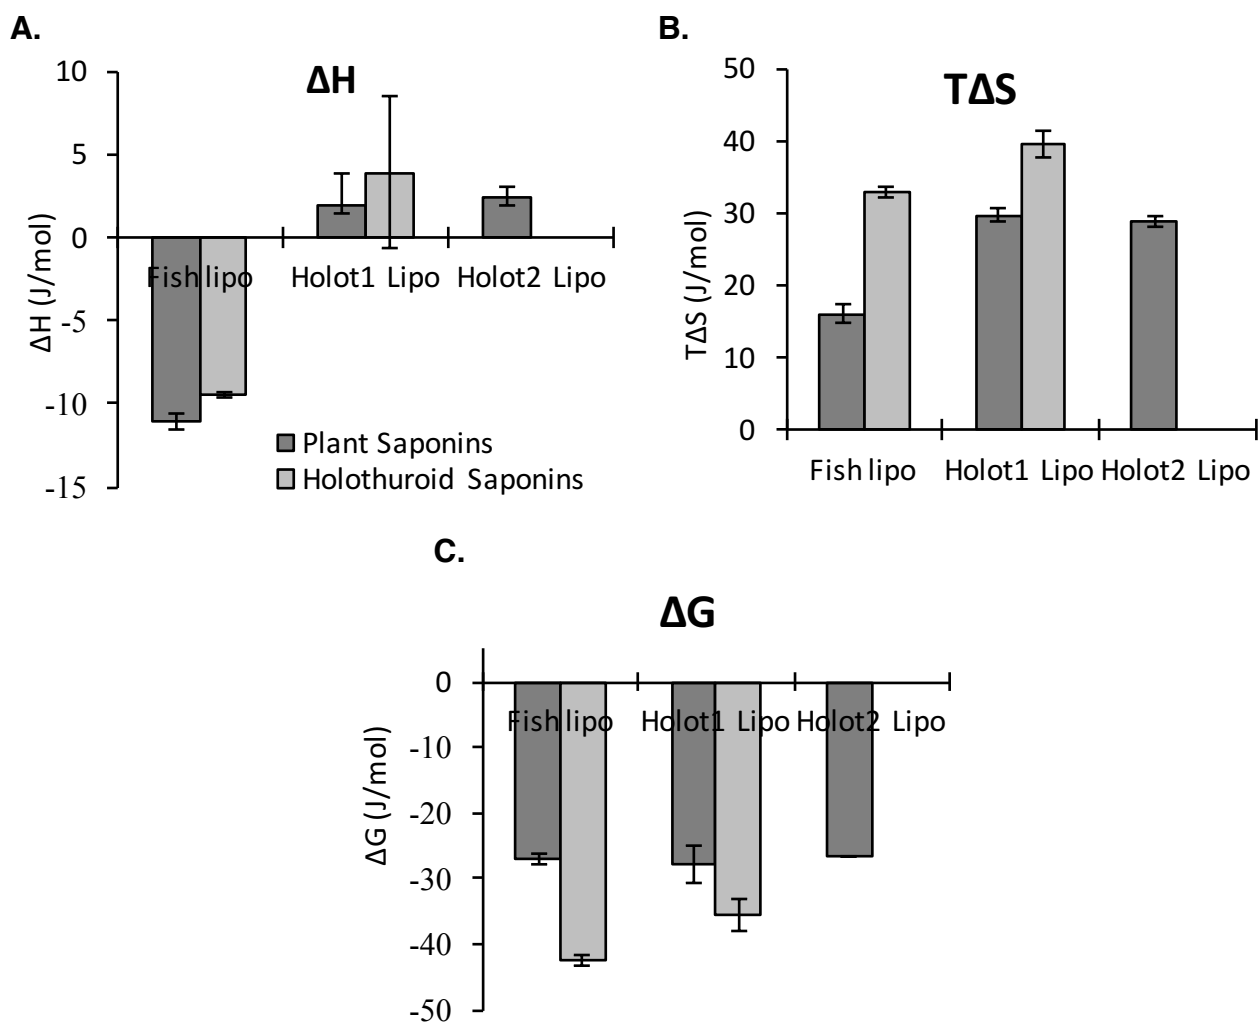 A.
ΔH
10
5
0
-5
-10
-15
ΔH (J/mol)
Fish lipo
Holot1 Lipo
Holot2 Lipo
Plant Saponins
Holothuroid Saponins
B.
TΔS
50
40
30
20
10
0
TΔS (J/mol)
Fish lipo
Holot1 Lipo
Holot2 Lipo
C.
ΔG
0
-10
-20
-30
-40
-50
ΔG (J/mol)
Fish lipo
Holot1 Lipo
Holot2 Lipo